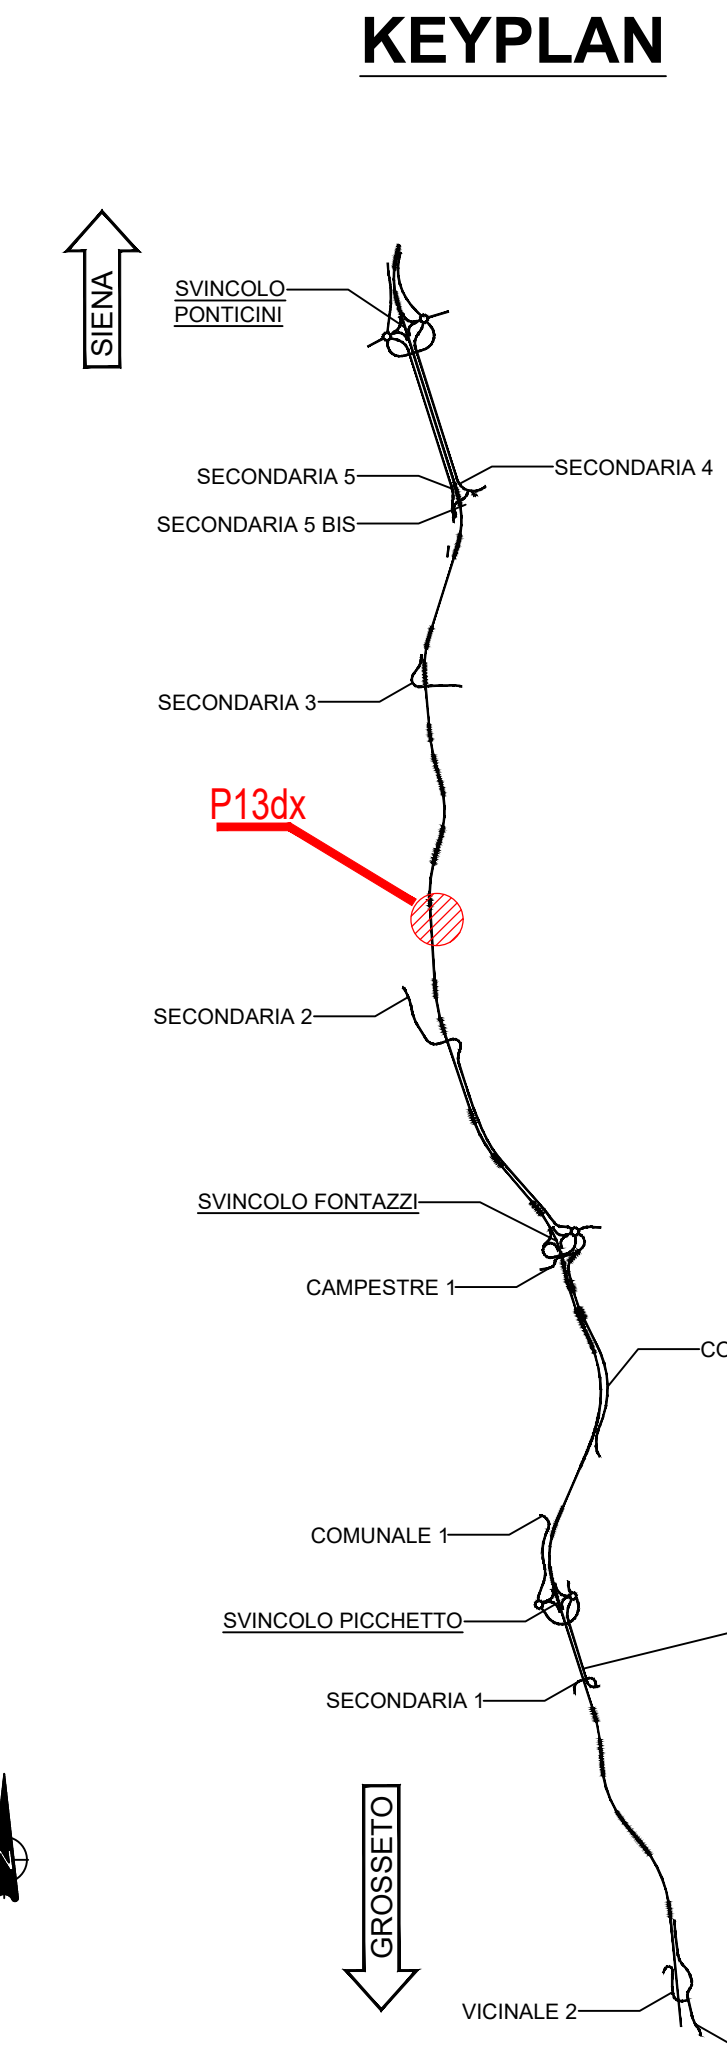 KEYPLAN
SIENA
SVINCOLO
PONTICINI
SECONDARIA 5
SECONDARIA 4
SECONDARIA 5 BIS
SECONDARIA 3
P13dx
SECONDARIA 2
SVINCOLO FONTAZZI
CAMPESTRE 1
COMUNALE 1
SVINCOLO PICCHETTO
SECONDARIA 1
GROSSETO
VICINALE 2